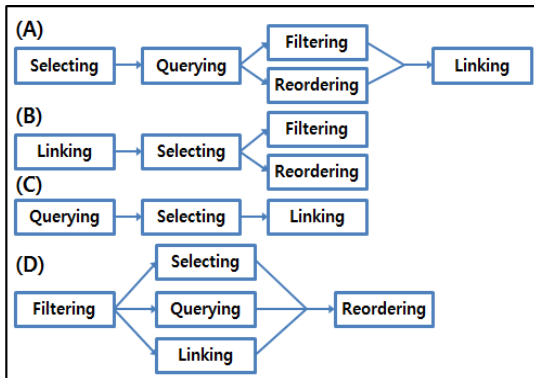 (A)
Filtering
Selecting Querying Linking
Reordering
(B)
Filtering
Linking Selecting
Reordering
(C)
Querying Selecting Linking
(D)
Selecting
Filtering Querying Reordering
Linking